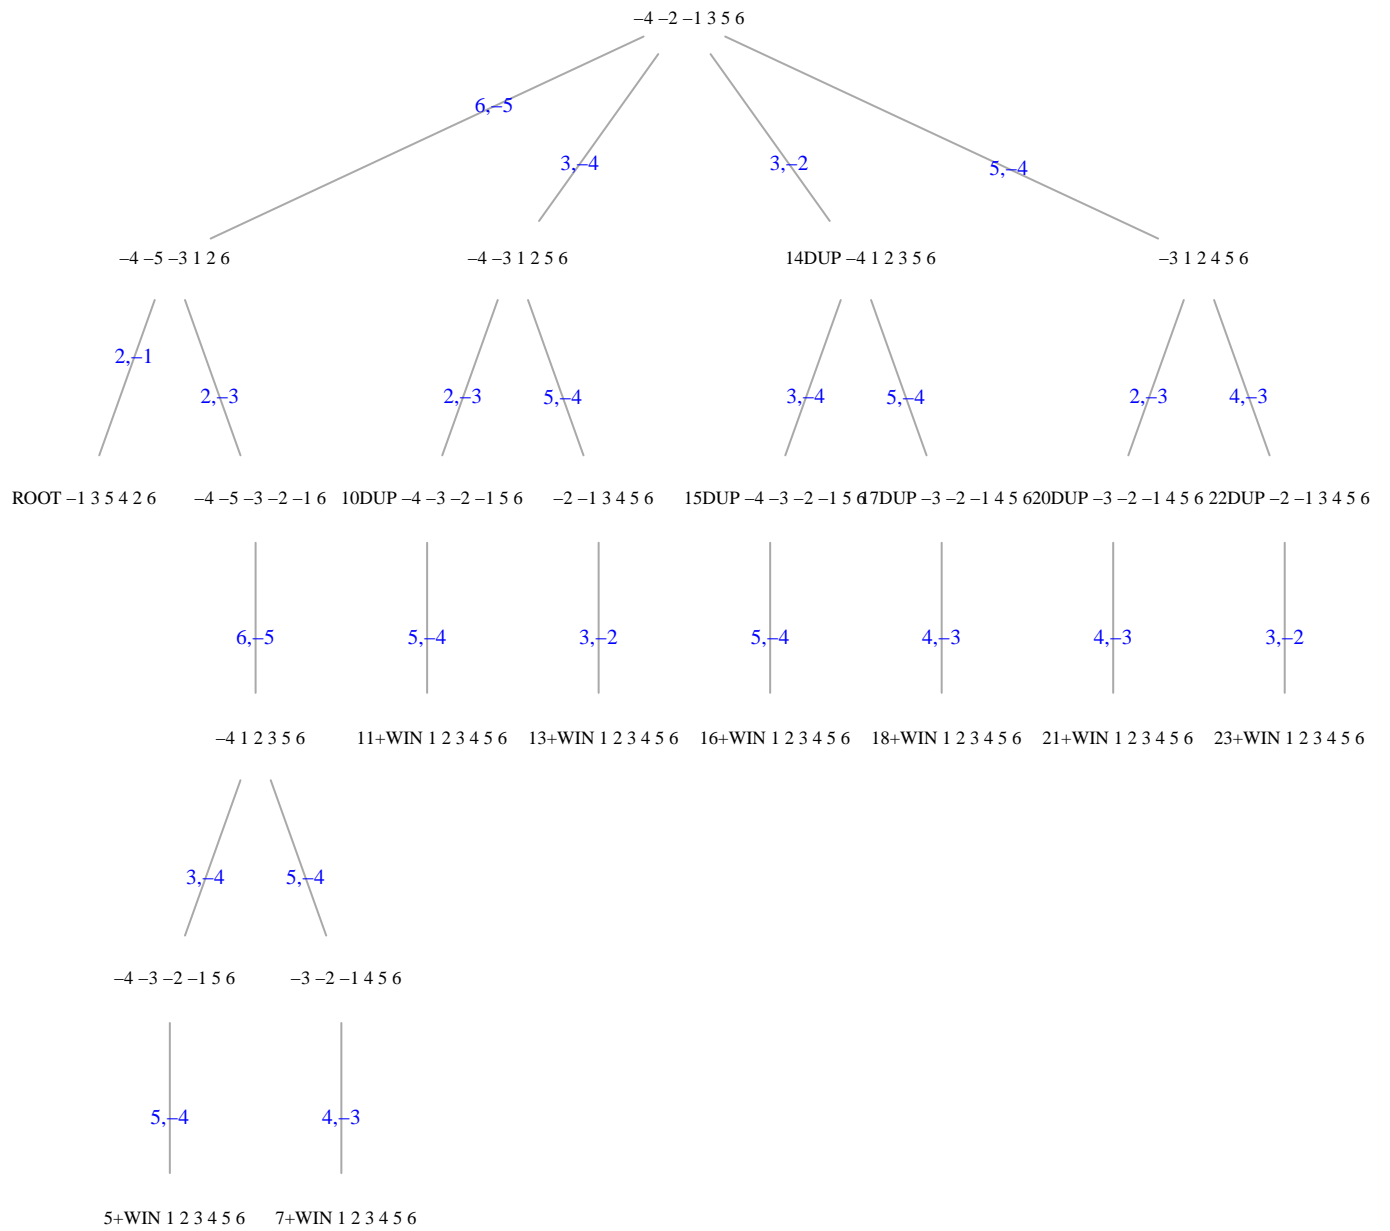 –4 –2 –1 3 5 6
6,–5
3,–4
3,–2
5,–4
–4 –5 –3 1 2 6
–4 –3 1 2 5 6
14DUP –4 1 2 3 5 6
–3 1 2 4 5 6
2,–1
2,–3
2,–3
5,–4
3,–4
5,–4
2,–3
4,–3
ROOT –1 3 5 4 2 6
–4 –5 –3 –2 –1 6
10DUP –4 –3 –2 –1 5 6
–2 –1 3 4 5 6
15DUP –4 –3 –2 –1 5 6
17DUP –3 –2 –1 4 5 6
20DUP –3 –2 –1 4 5 6
22DUP –2 –1 3 4 5 6
6,–5
5,–4
3,–2
5,–4
4,–3
4,–3
3,–2
–4 1 2 3 5 6
11+WIN 1 2 3 4 5 6
13+WIN 1 2 3 4 5 6
16+WIN 1 2 3 4 5 6
18+WIN 1 2 3 4 5 6
21+WIN 1 2 3 4 5 6
23+WIN 1 2 3 4 5 6
3,–4
5,–4
–4 –3 –2 –1 5 6
–3 –2 –1 4 5 6
5,–4
4,–3
5+WIN 1 2 3 4 5 6
7+WIN 1 2 3 4 5 6